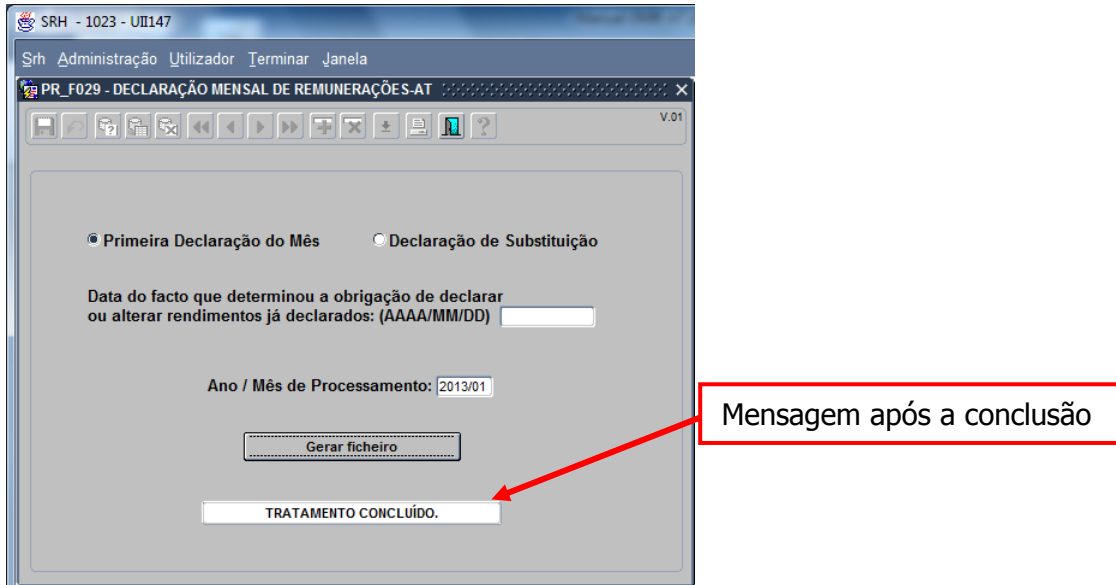 SRH - 1023 - UII147
Srh Administração Utilizador Terminar Janela
PR_F029 - DECLARAÇÃO MENSAL DE REMUNERAÇÕES-AT
V.01
Primeira Declaração do Mês
Declaração de Substituição
Data do facto que determinou a obrigação de declarar
ou alterar rendimentos já declarados: (AAAA/MM/DD)
Ano / Mês de Processamento: 2013/01
Mensagem após a conclusão
Gerar ficheiro
TRATAMENTO CONCLUÍDO.